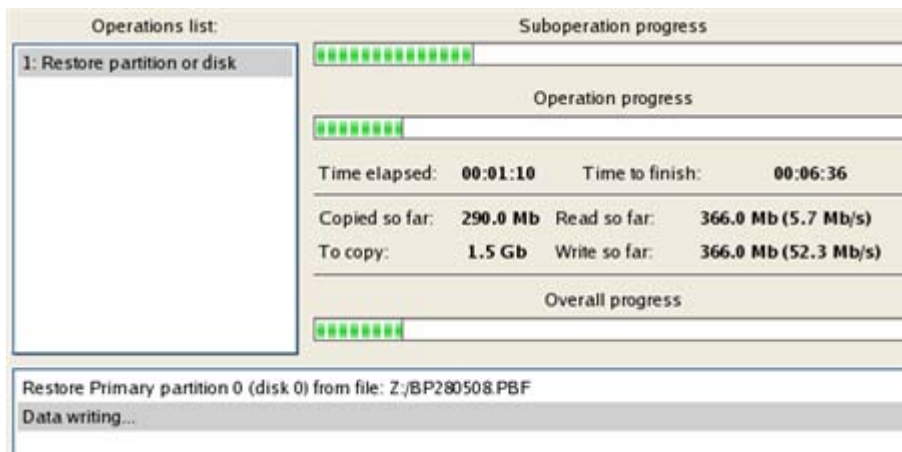 Operations list:
1: Restore partition or disk
Suboperation progress
Operation progress
Time elapsed: 00:01:10 Time to finish: 00:06:36
Copied so far: 290.0 Mb Read so far: 366.0 Mb (5.7 Mb/s)
To copy: 1.5 Gb Write so far: 366.0 Mb (52.3 Mb/s)
Overall progress
Restore Primary partition 0 (disk 0) from file: Z:/BP280508.PBF
Data writing...